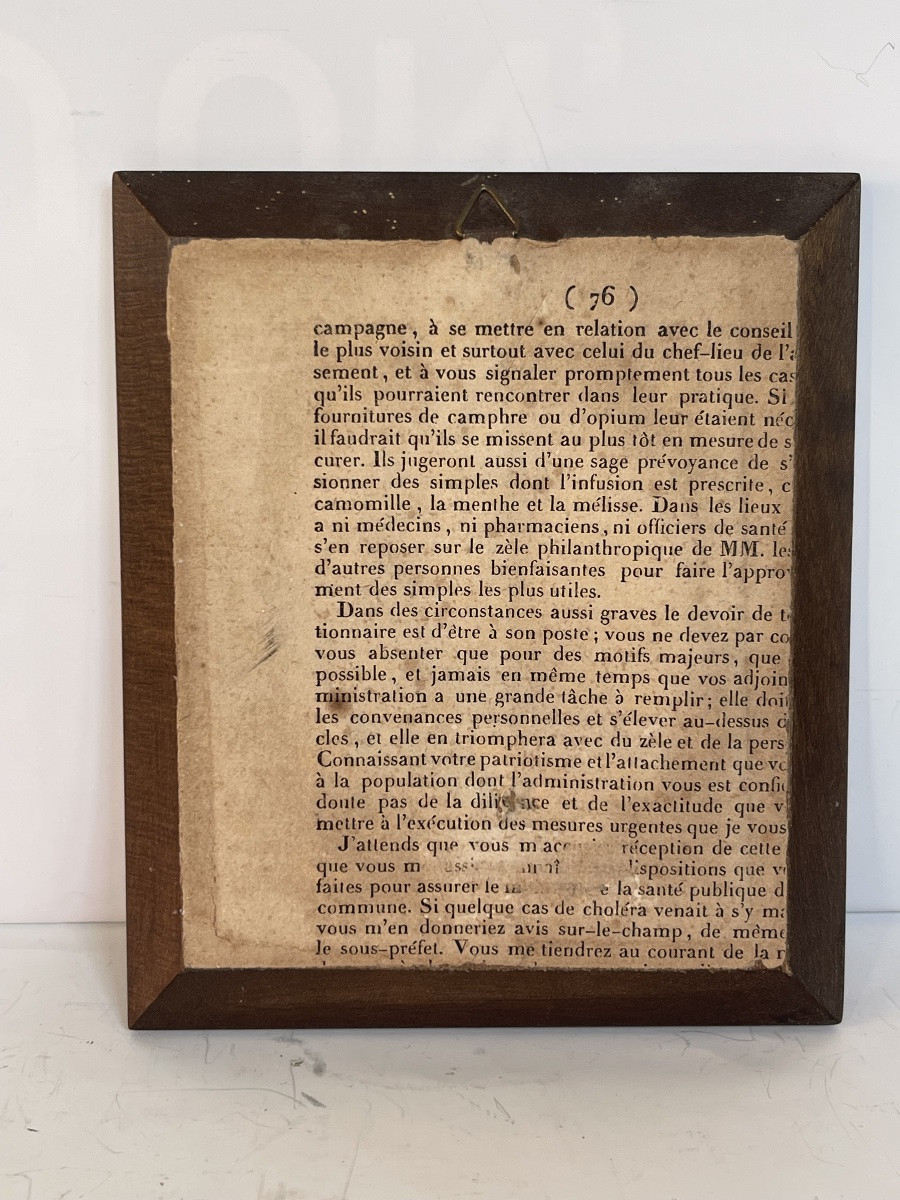 ( 76 )
campagne, à se mettre en relation avec le conseil
le plus voisin et surtout avec celui du chef-lieu de l'a
sement, et à vous signaler promptement tous les cas
qu'ils pourraient rencontrer dans leur pratique. Si
fournitures de camphre ou d'opium leur étaient néc
il faudrait qu'ils se missent au plus tôt en mesure de s
curer. Ils jugeront aussi d'une sage prévoyance de s'
sionner des simples dont l'infusion est prescrite, c
camomille, la menthe et la mélisse. Dans les lieux
a ni médecins, ni pharmaciens, ni officiers de santé
s'en reposer sur le zèle philanthropique de MM. les
d'autres personnes bienfaisantes pour faire l'appro
ment des simples les plus utiles.
Dans des circonstances aussi graves le devoir de t
tionnaire est d'être à son poste; vous ne devez par co
vous absenter que pour des motifs majeurs, que
possible, et jamais en même temps que vos adjoin
ministration a une grande tâche à remplir; elle doi
les convenances personnelles et s'élever au-dessus d
cles, et elle en triomphera avec du zèle et de la pers
Connaissant votre patriotisme et l'attachement que vo
à la population dont l'administration vous est confi
doute pas de la diligence et de l'exactitude que v
mettre à l'exécution des mesures urgentes que je vous
J'attends que vous m'acc réception de cette
que vous m ispositions que v
faites pour assurer le la santé publique d
commune. Si quelque cas de choléra venait à s'y ma
vous m'en donneriez avis sur-le-champ, de même
le sous-préfet. Vous me tiendrez au courant de la